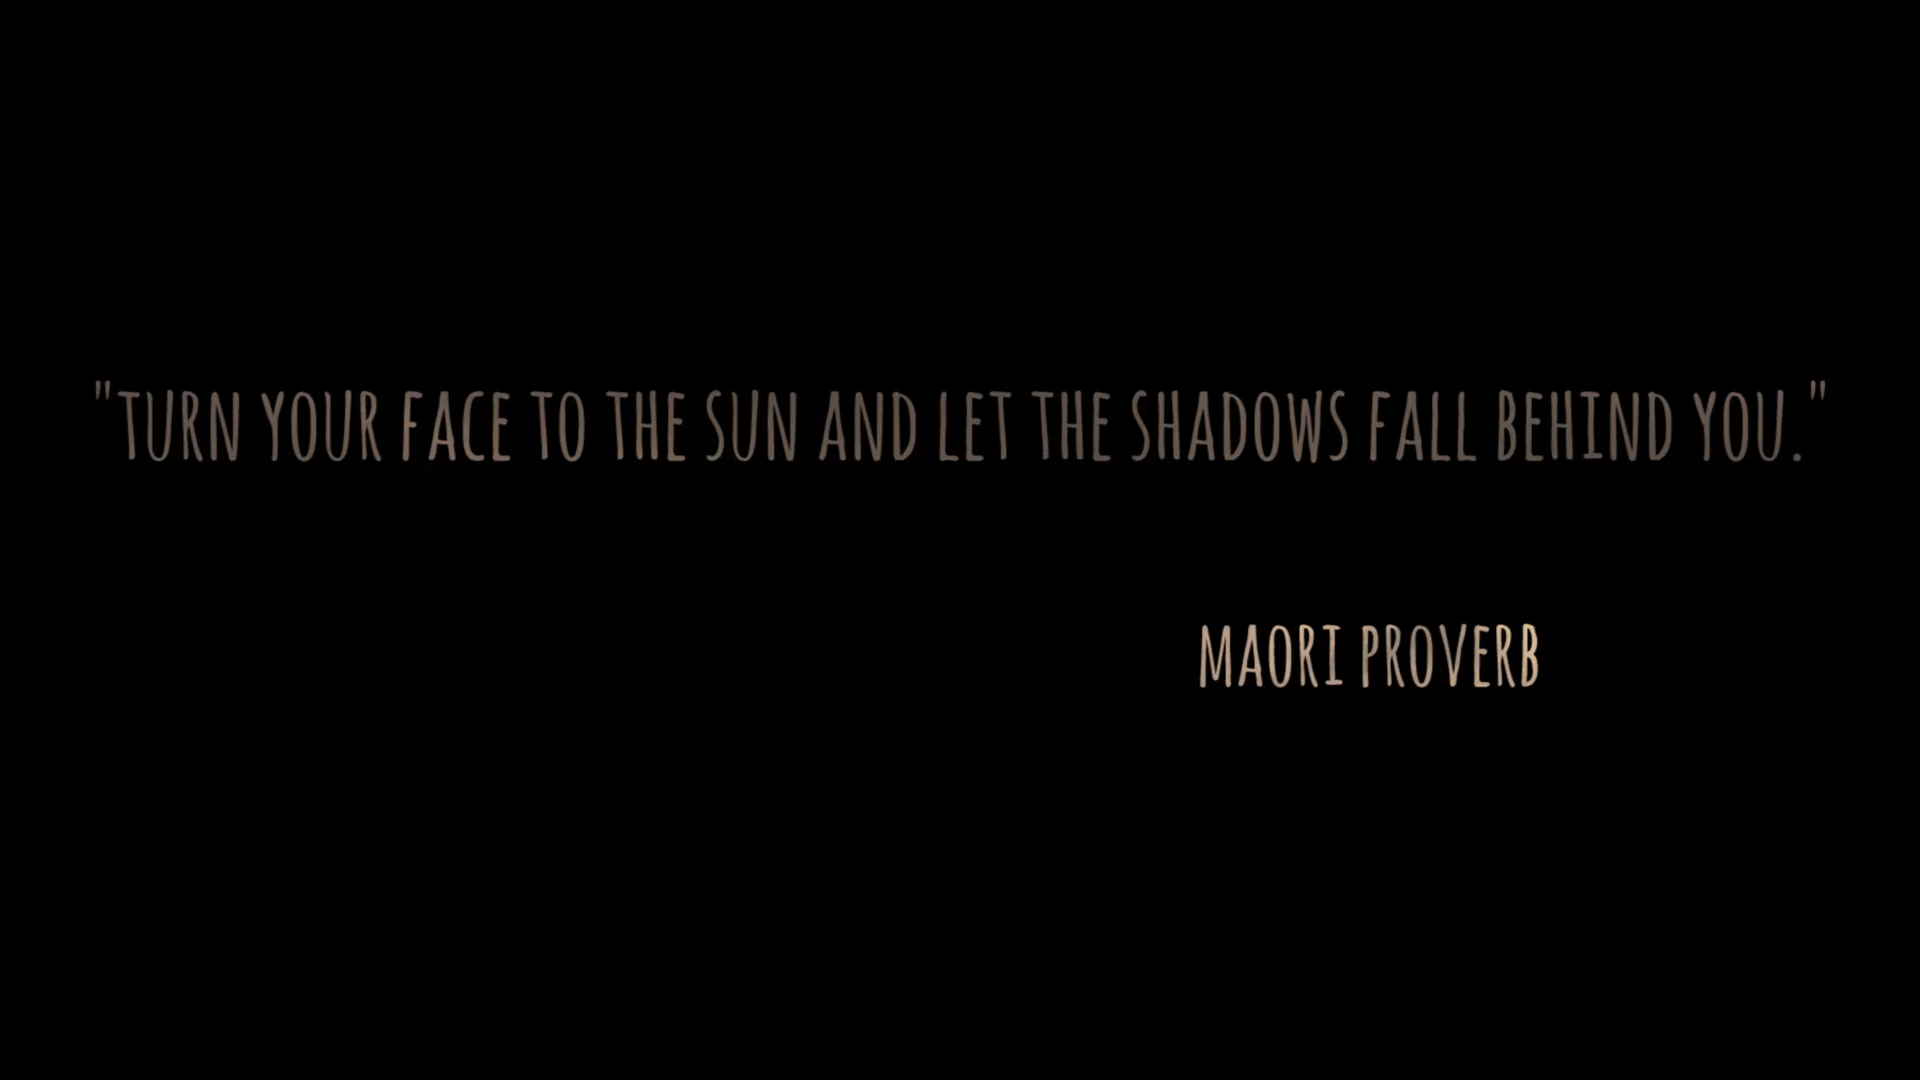 "TURN YOUR FACE TO THE SUN AND LET THE SHADOWS FALL BEHIND YOU."
MAORI PROVERB